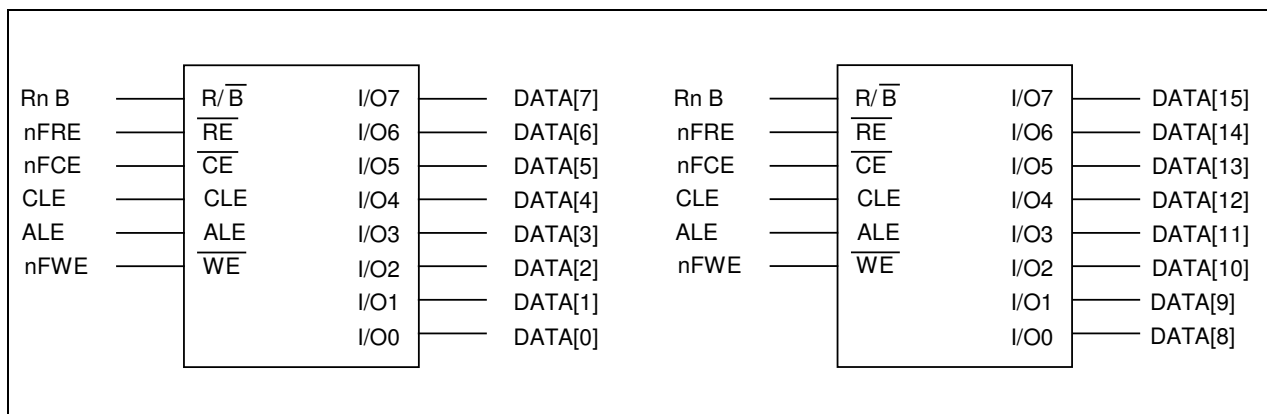 Rn B R/B I/O7 DATA[7]
nFRE RE I/O6 DATA[6]
nFCE CE I/O5 DATA[5]
CLE CLE I/O4 DATA[4]
ALE ALE I/O3 DATA[3]
nFWE WE I/O2 DATA[2]
I/O1 DATA[1]
I/O0 DATA[0]
Rn B R/B I/O7 DATA[15]
nFRE RE I/O6 DATA[14]
nFCE CE I/O5 DATA[13]
CLE CLE I/O4 DATA[12]
ALE ALE I/O3 DATA[11]
nFWE WE I/O2 DATA[10]
I/O1 DATA[9]
I/O0 DATA[8]